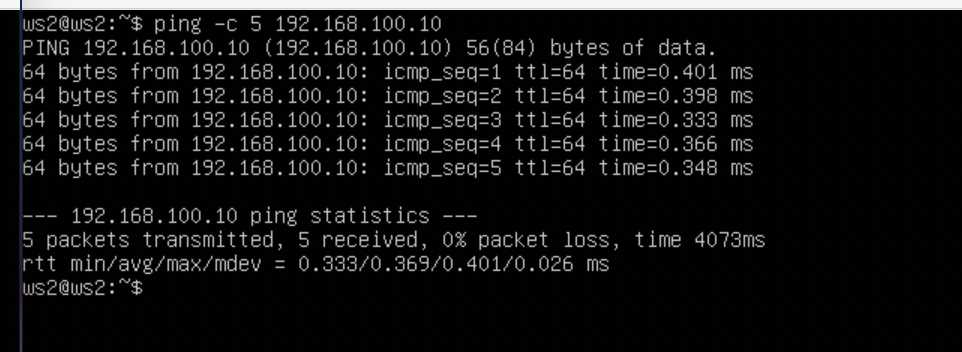 ws2@ws2:~$ ping -c 5 192.168.100.10
PING 192.168.100.10 (192.168.100.10) 56(84) bytes of data.
64 bytes from 192.168.100.10: icmp_seq=1 ttl=64 time=0.401 ms
64 bytes from 192.168.100.10: icmp_seq=2 ttl=64 time=0.398 ms
64 bytes from 192.168.100.10: icmp_seq=3 ttl=64 time=0.333 ms
64 bytes from 192.168.100.10: icmp_seq=4 ttl=64 time=0.366 ms
64 bytes from 192.168.100.10: icmp_seq=5 ttl=64 time=0.348 ms
--- 192.168.100.10 ping statistics ---
5 packets transmitted, 5 received, 0% packet loss, time 4073ms
rtt min/avg/max/mdev = 0.333/0.369/0.401/0.026 ms
ws2@ws2:~$